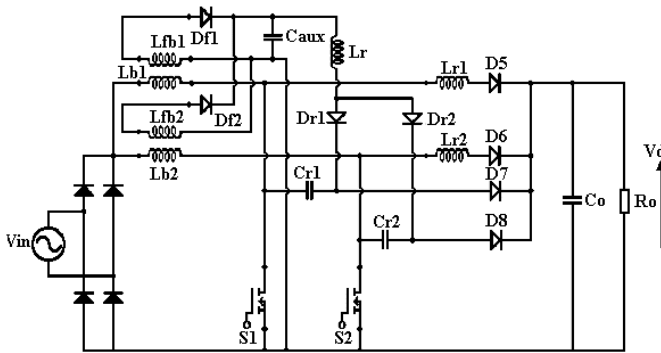 Df1
Caux
Lr
Lfb1
Lb1
Lr1
D5
Df2
Lfb2
Dr1
Dr2
Lr2
D6
Lb2
Cr1
D7
Vin
Cr2
D8
Co
Ro
S1
S2